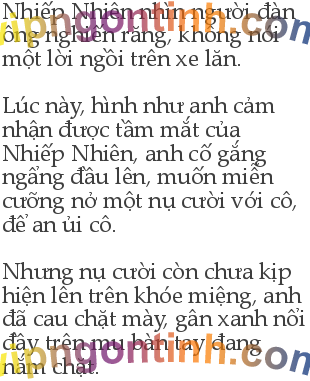 Nhiếp Nhiên nhìn người đàn
ông nghiến răng, không nói
một lời ngồi trên xe lăn.
Lúc này, hình như anh cảm
nhận được tầm mắt của
Nhiếp Nhiên, anh cố gắng
ngẩng đầu lên, muốn miễn
cưỡng nở một nụ cười với cô,
để an ủi cô.
Nhưng nụ cười còn chưa kịp
hiện lên trên khóe miệng, anh
đã cau chặt mày, gân xanh nổi
đầy trên mu bàn tay đang
nắm chặt.
vipngontinh.com
vipngontinh.com